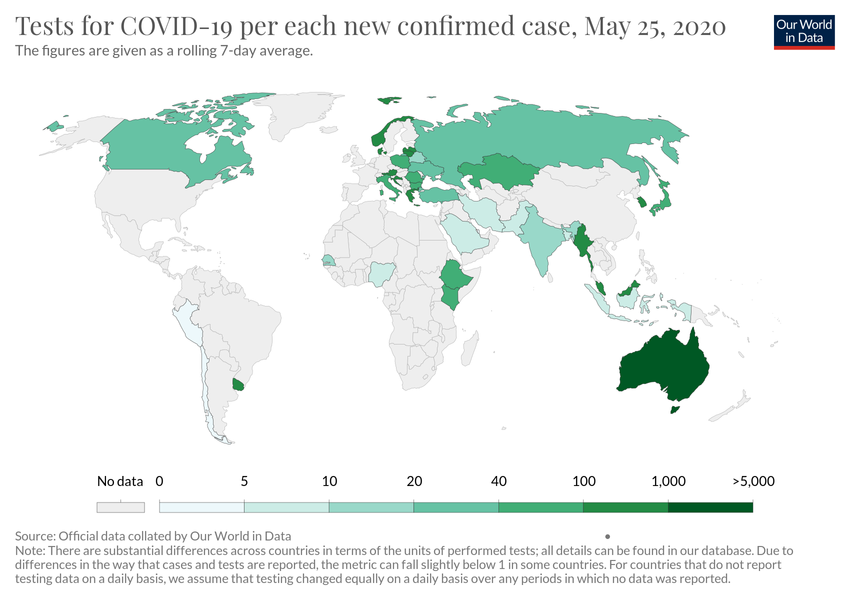 Tests for COVID-19 per each new confirmed case, May 25, 2020
The figures are given as a rolling 7-day average.
Our World
in Data
No data 0 5 10 20 40 100 1,000 >5,000
Source: Official data collated by Our World in Data
Note: There are substantial differences across countries in terms of the units of performed tests; all details can be found in our database. Due to
differences in the way that cases and tests are reported, the metric can fall slightly below 1 in some countries. For countries that do not report
testing data on a daily basis, we assume that testing changed equally on a daily basis over any periods in which no data was reported.